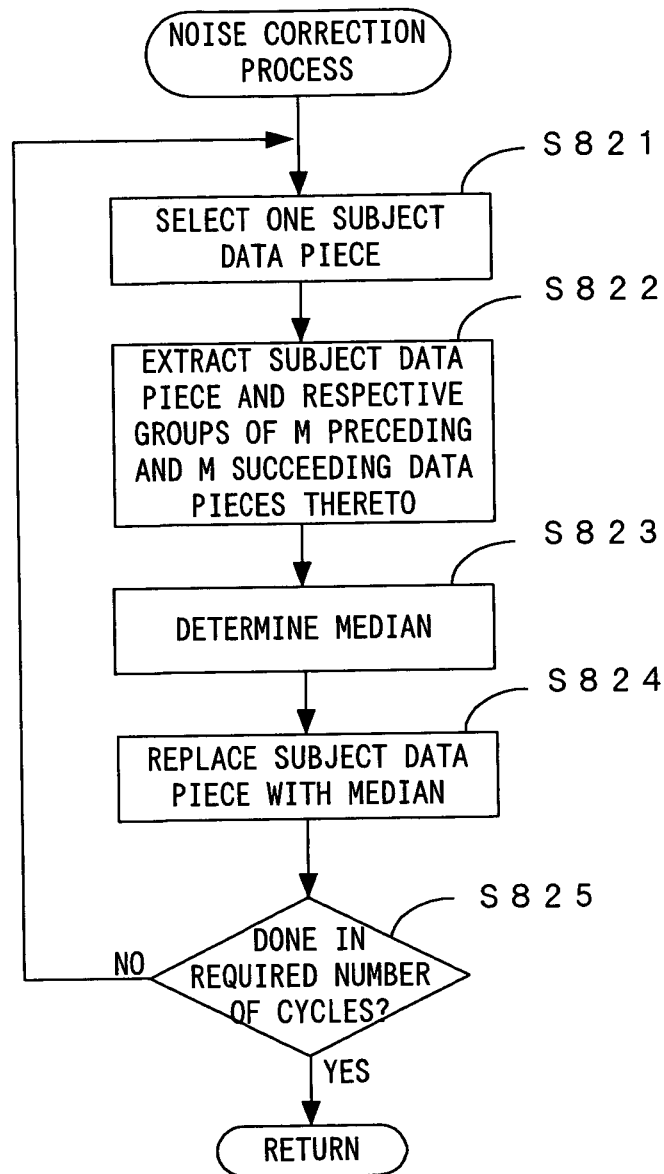 NOISE CORRECTION
PROCESS
S821
SELECT ONE SUBJECT
DATA PIECE
S822
EXTRACT SUBJECT DATA
PIECE AND RESPECTIVE
GROUPS OF M PRECEDING
AND M SUCCEEDING DATA
PIECES THERETO
S823
DETERMINE MEDIAN
S824
REPLACE SUBJECT DATA
PIECE WITH MEDIAN
S825
DONE IN
REQUIRED NUMBER
OF CYCLES?
NO
YES
RETURN